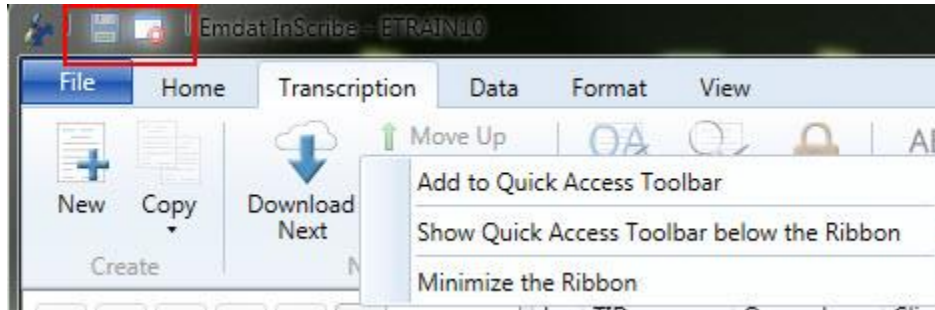 Emdat InScribe - ETRAIN10
File Home Transcription Data Format View
Move Up
New Copy Download Next
Add to Quick Access Toolbar
Show Quick Access Toolbar below the Ribbon
Minimize the Ribbon
Create